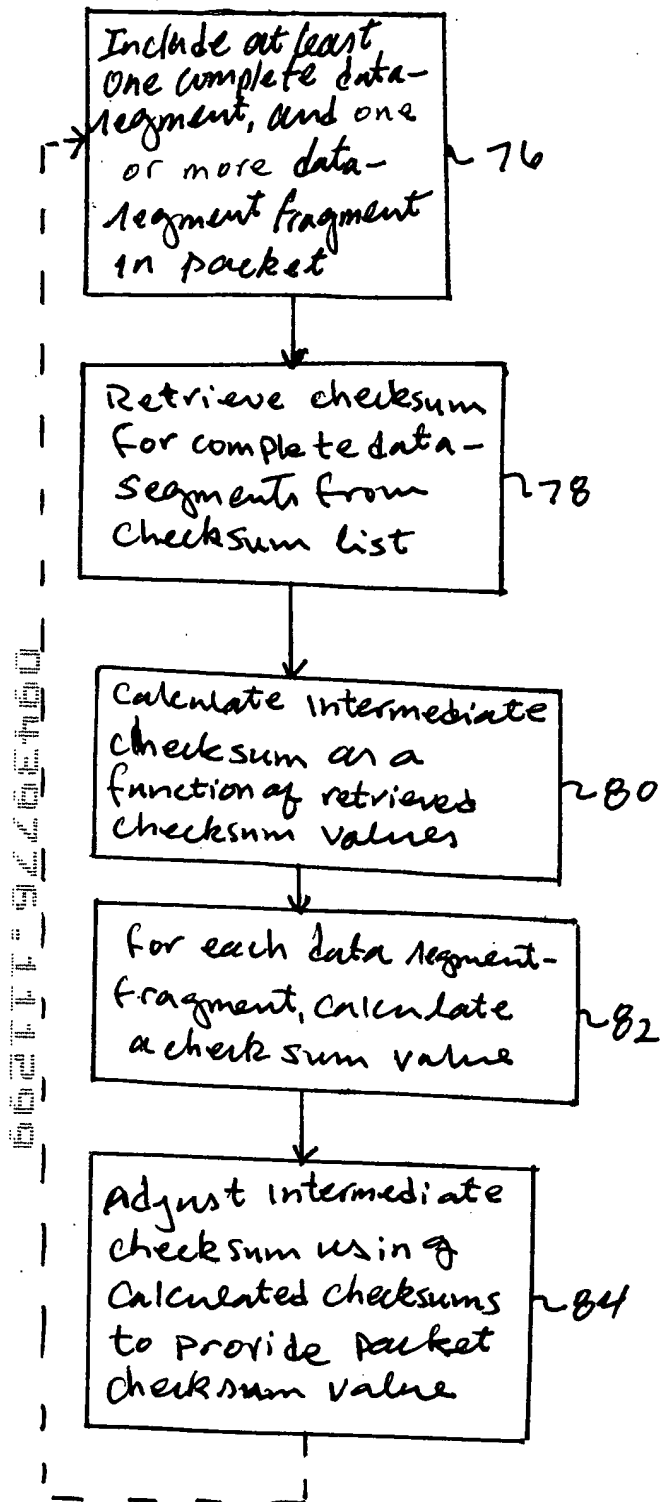 Include at least
one complete data-
segment, and one
or more data-
segment fragment
in packet
76
Retrieve checksum
for complete data-
segments from
checksum list
78
Calculate intermediate
checksum as a
function of retrieved
checksum values
80
for each data segment-
fragment, calculate
a check sum value
82
Adjust intermediate
checksum using
calculated checksums
to provide packet
checksum value
84